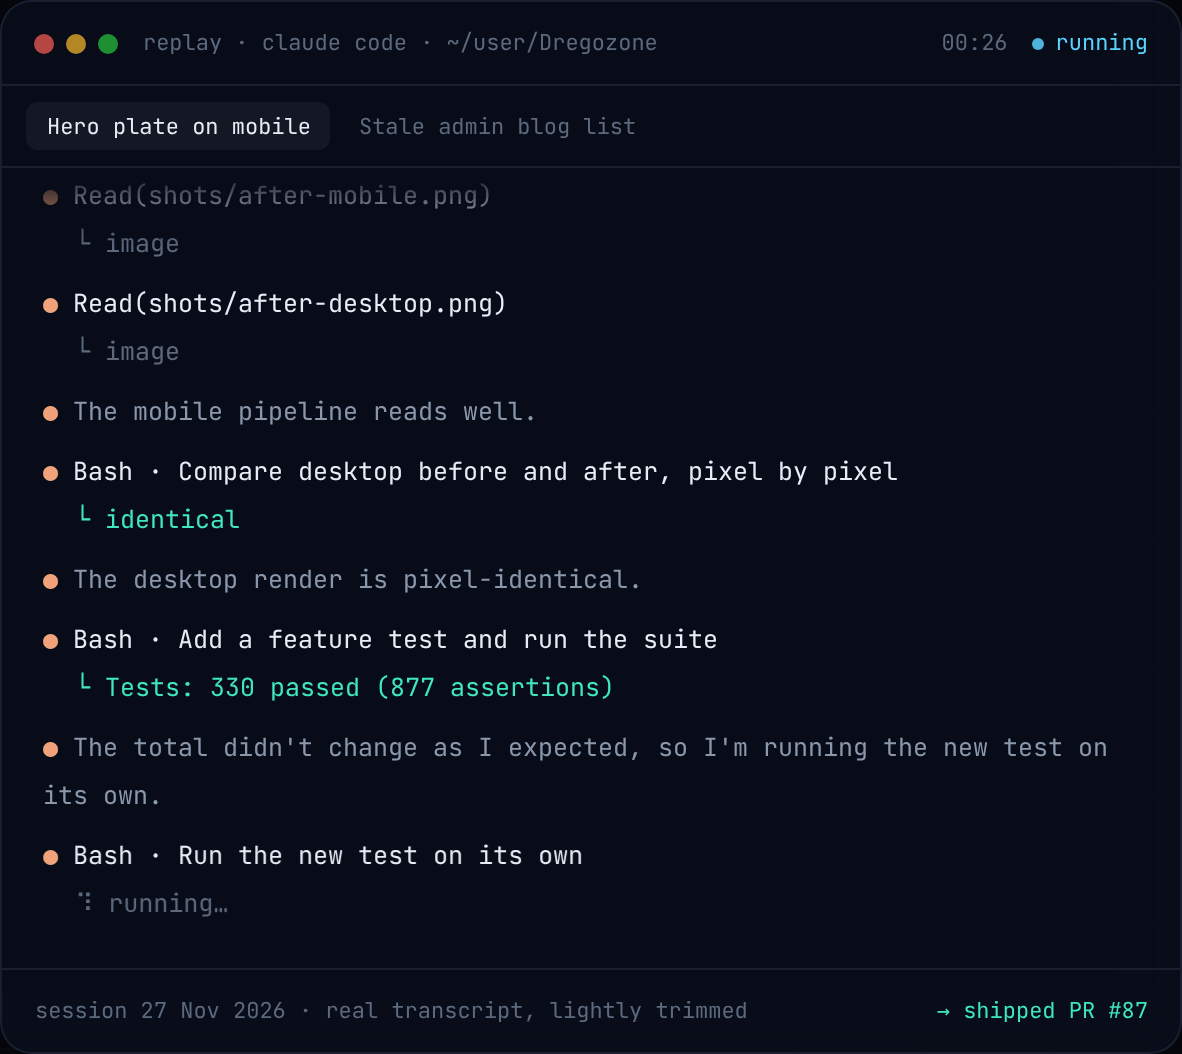 replay · claude code · ~/user/Dregozone 00:26 running
Hero plate on mobile Stale admin blog list
Read(shots/after-mobile.png)
└ image
Read(shots/after-desktop.png)
└ image
The mobile pipeline reads well.
Bash · Compare desktop before and after, pixel by pixel
└ identical
The desktop render is pixel-identical.
Bash · Add a feature test and run the suite
└ Tests: 330 passed (877 assertions)
The total didn't change as I expected, so I'm running the new test on
its own.
Bash · Run the new test on its own
running…
session 27 Nov 2026 · real transcript, lightly trimmed → shipped PR #87